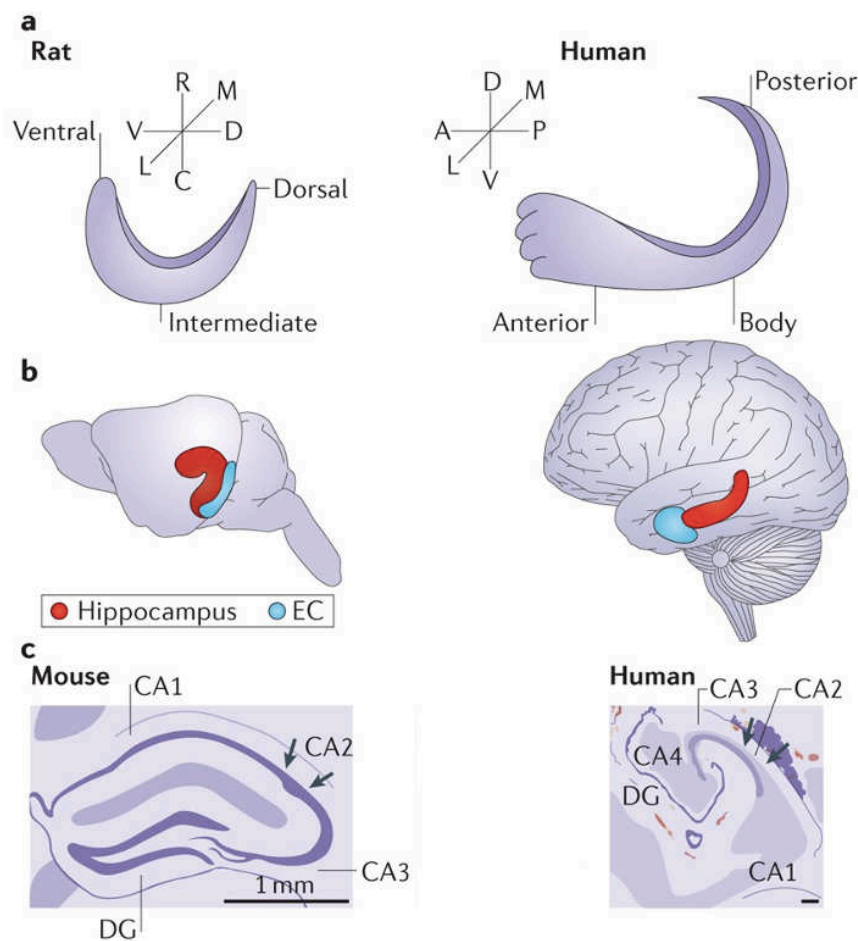 a
Rat
Human
R
M
V
D
L
C
Ventral
Dorsal
Intermediate
D
M
A
P
L
V
Posterior
Anterior
Body
b
Hippocampus
EC
c
Mouse
CA1
CA2
CA3
DG
1 mm
Human
CA3
CA2
CA4
DG
CA1